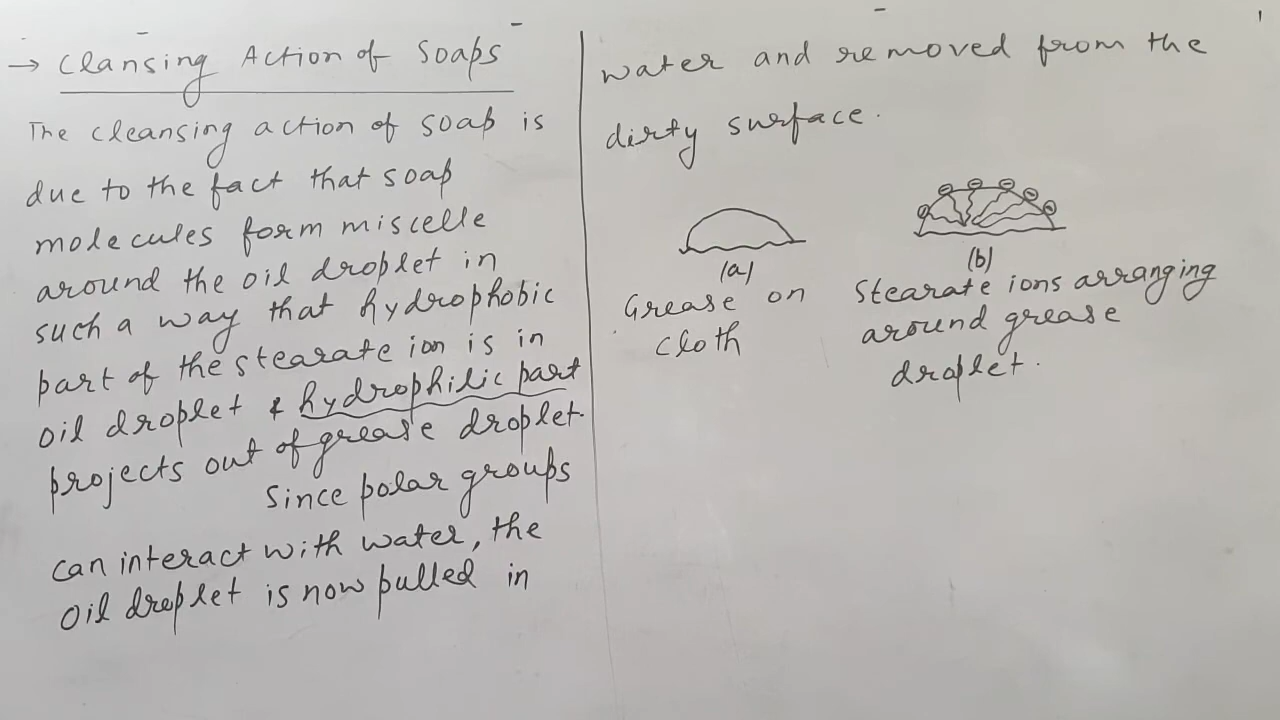 → Clansing Action of Soaps
The cleansing action of soap is
due to the fact that soap
molecules form miscelle
around the oil droplet in
such a way that hydrophobic
part of the stearate ion is in
oil droplet & hydrophilic part
projects out of grease droplet.
Since polar groups
can interact with water, the
oil droplet is now pulled in
water and removed from the
dirty surface.
(a)
Grease on
cloth
(b)
Stearate ions arranging
around grease
droplet.